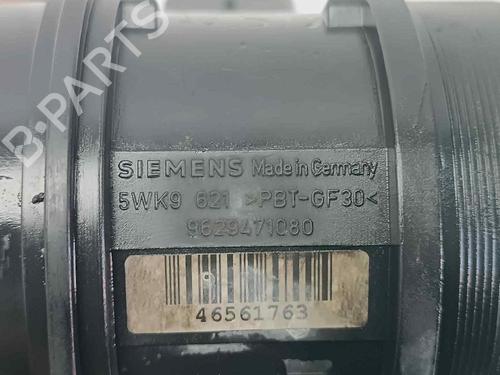 B-PARTS
SIEMENS Made in Germany
5WK9 621 >PBT-GF30<
9629471080
46561763